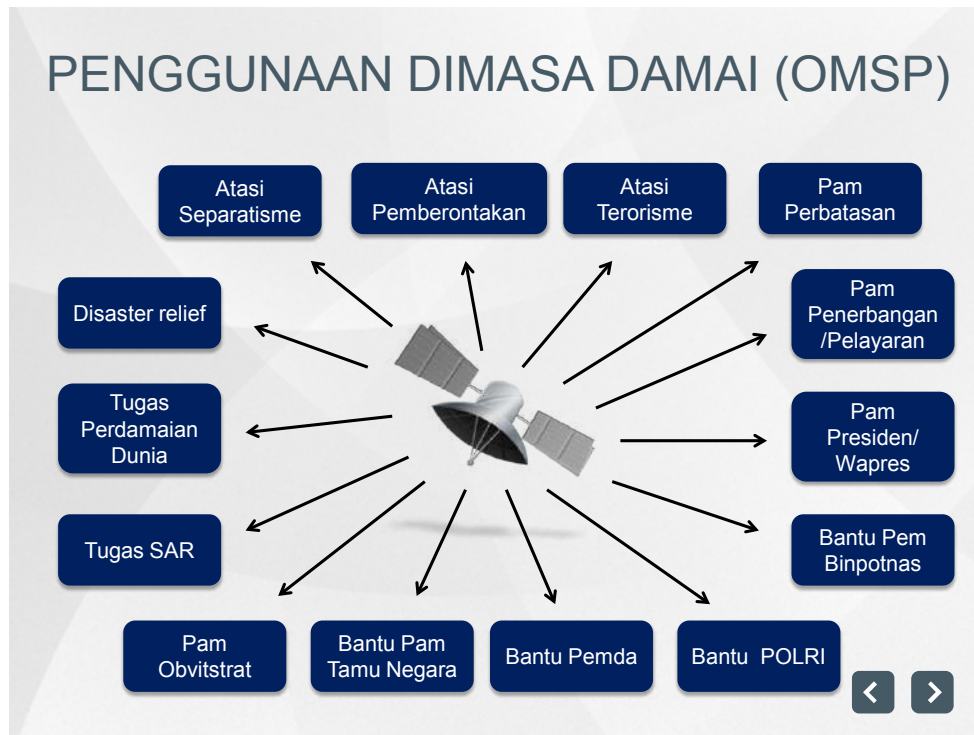 PENGGUNAAN DIMASA DAMAI (OMSP)
Atasi
Separatisme
Atasi
Pemberontakan
Atasi
Terorisme
Pam
Perbatasan
Disaster relief
Pam
Penerbangan
/Pelayaran
Tugas
Perdamaian
Dunia
Pam
Presiden/
Wapres
Tugas SAR
Bantu Pem
Binpotnas
Pam
Obvitstrat
Bantu Pam
Tamu Negara
Bantu Pemda
Bantu  POLRI